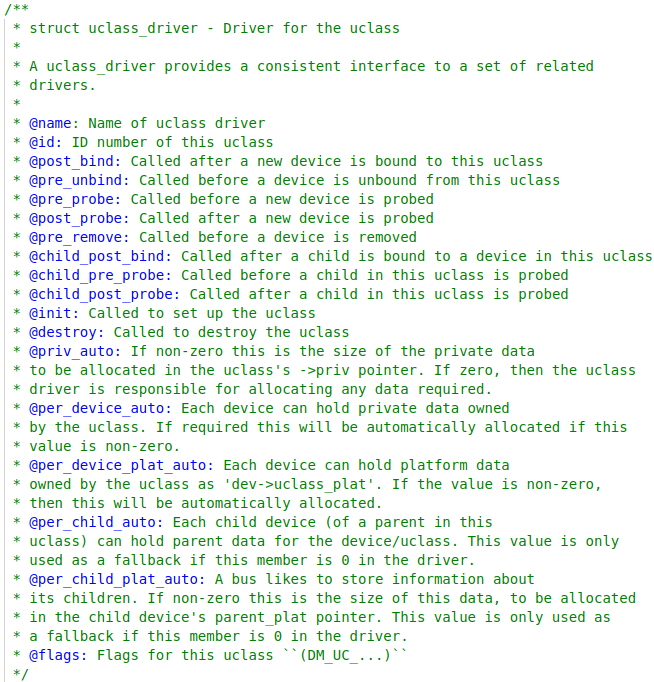 /**
 * struct uclass_driver - Driver for the uclass
 *
 * A uclass_driver provides a consistent interface to a set of related
 * drivers.
 *
 * @name: Name of uclass driver
 * @id: ID number of this uclass
 * @post_bind: Called after a new device is bound to this uclass
 * @pre_unbind: Called before a device is unbound from this uclass
 * @pre_probe: Called before a new device is probed
 * @post_probe: Called after a new device is probed
 * @pre_remove: Called before a device is removed
 * @child_post_bind: Called after a child is bound to a device in this uclass
 * @child_pre_probe: Called before a child in this uclass is probed
 * @child_post_probe: Called after a child in this uclass is probed
 * @init: Called to set up the uclass
 * @destroy: Called to destroy the uclass
 * @priv_auto: If non-zero this is the size of the private data
 * to be allocated in the uclass's ->priv pointer. If zero, then the uclass
 * driver is responsible for allocating any data required.
 * @per_device_auto: Each device can hold private data owned
 * by the uclass. If required this will be automatically allocated if this
 * value is non-zero.
 * @per_device_plat_auto: Each device can hold platform data
 * owned by the uclass as 'dev->uclass_plat'. If the value is non-zero,
 * then this will be automatically allocated.
 * @per_child_auto: Each child device (of a parent in this
 * uclass) can hold parent data for the device/uclass. This value is only
 * used as a fallback if this member is 0 in the driver.
 * @per_child_plat_auto: A bus likes to store information about
 * its children. If non-zero this is the size of this data, to be allocated
 * in the child device's parent_plat pointer. This value is only used as
 * a fallback if this member is 0 in the driver.
 * @flags: Flags for this uclass ``(DM_UC_...)``
 */